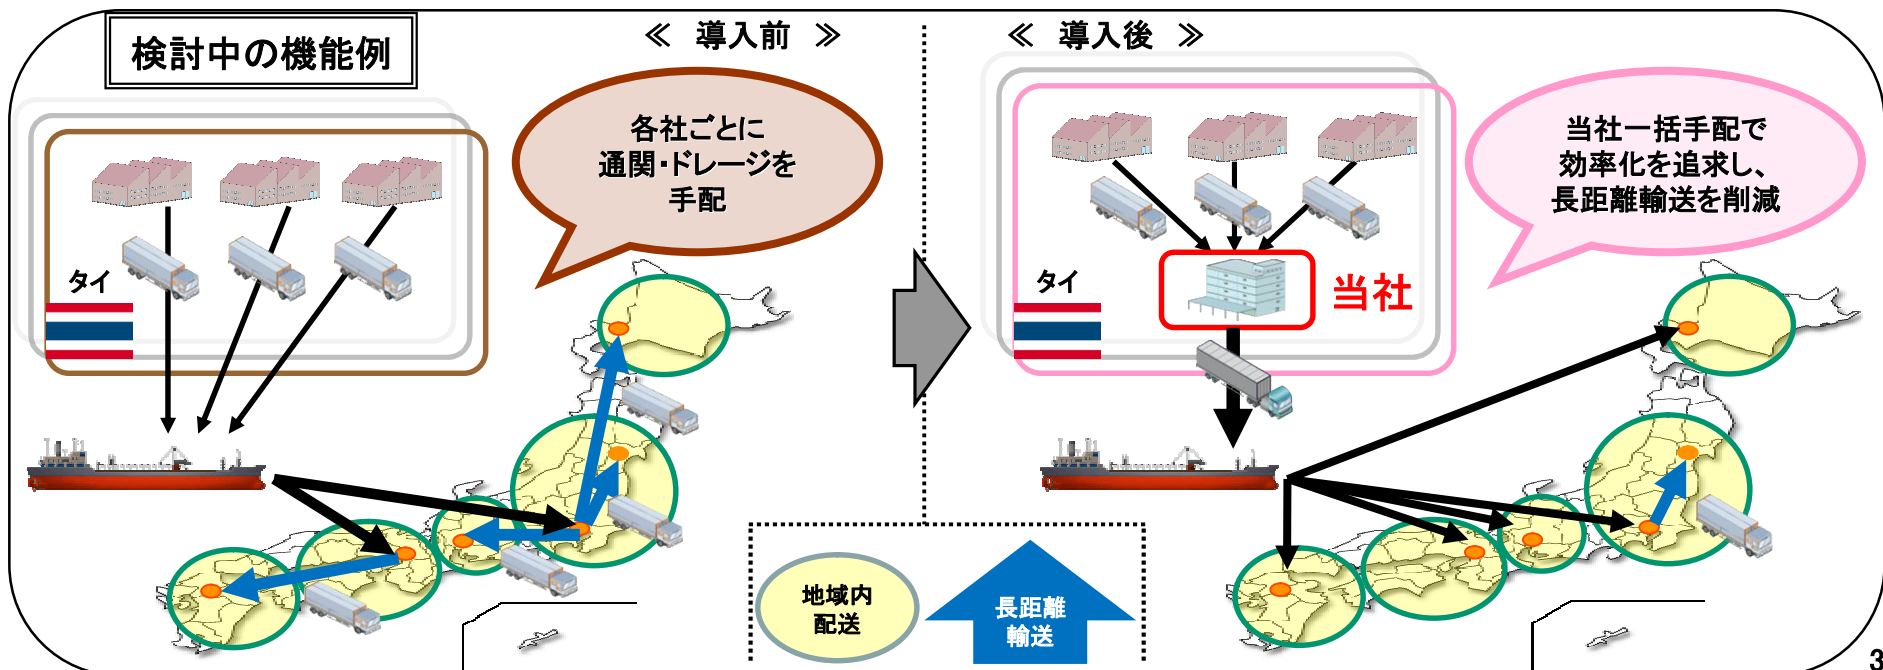 検討中の機能例
≪ 導入前 ≫
≪ 導入後 ≫
各社ごとに
通関・ドレージを
手配
タイ
当社一括手配で
効率化を追求し、
長距離輸送を削減
タイ
当社
地域内
配送
長距離
輸送
3